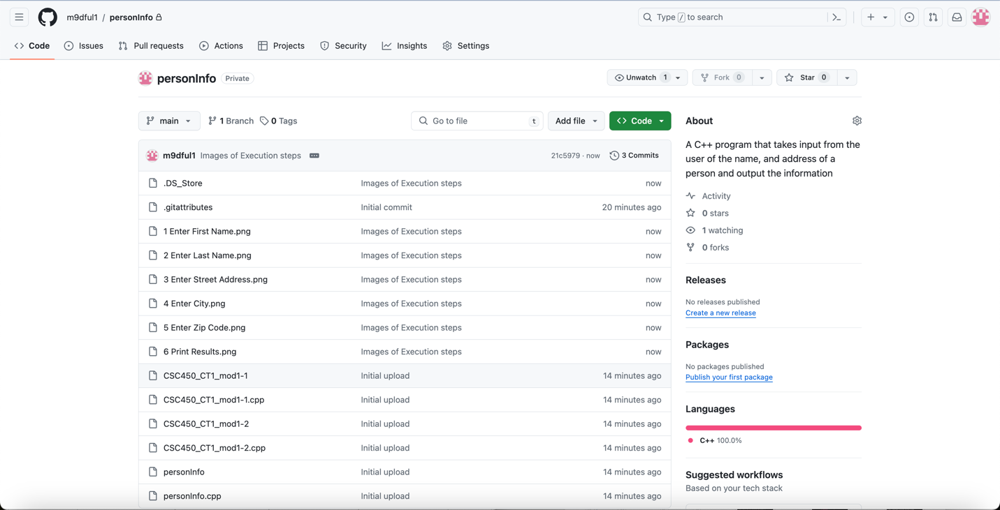 m9dful1 / personInfo
Type / to search
Code
Issues
Pull requests
Actions
Projects
Security
Insights
Settings
personInfo Private
Unwatch 1
Fork 0
Star 0
main
1 Branch
0 Tags
Go to file t
Add file
Code
m9dful1 Images of Execution steps
21c5979 · now
3 Commits
.DS_Store Images of Execution steps now
.gitattributes Initial commit 20 minutes ago
1 Enter First Name.png Images of Execution steps now
2 Enter Last Name.png Images of Execution steps now
3 Enter Street Address.png Images of Execution steps now
4 Enter City.png Images of Execution steps now
5 Enter Zip Code.png Images of Execution steps now
6 Print Results.png Images of Execution steps now
CSC450_CT1_mod1-1 Initial upload 14 minutes ago
CSC450_CT1_mod1-1.cpp Initial upload 14 minutes ago
CSC450_CT1_mod1-2 Initial upload 14 minutes ago
CSC450_CT1_mod1-2.cpp Initial upload 14 minutes ago
personInfo Initial upload 14 minutes ago
personInfo.cpp Initial upload 14 minutes ago
About
A C++ program that takes input from the
user of the name, and address of a
person and output the information
Activity
0 stars
1 watching
0 forks
Releases
No releases published
Create a new release
Packages
No packages published
Publish your first package
Languages
C++ 100.0%
Suggested workflows
Based on your tech stack